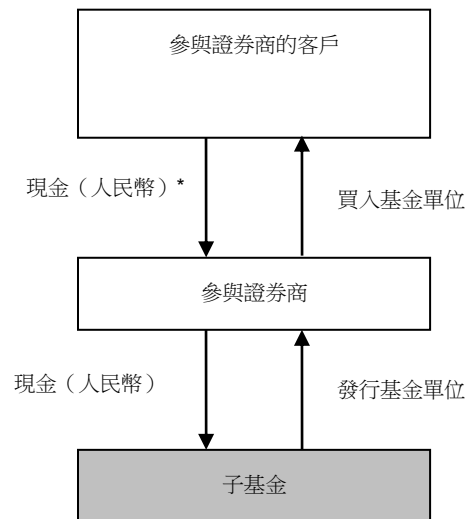 參與證券商的客戶
現金（人民幣）*
買入基金單位
參與證券商
現金（人民幣）
發行基金單位
子基金